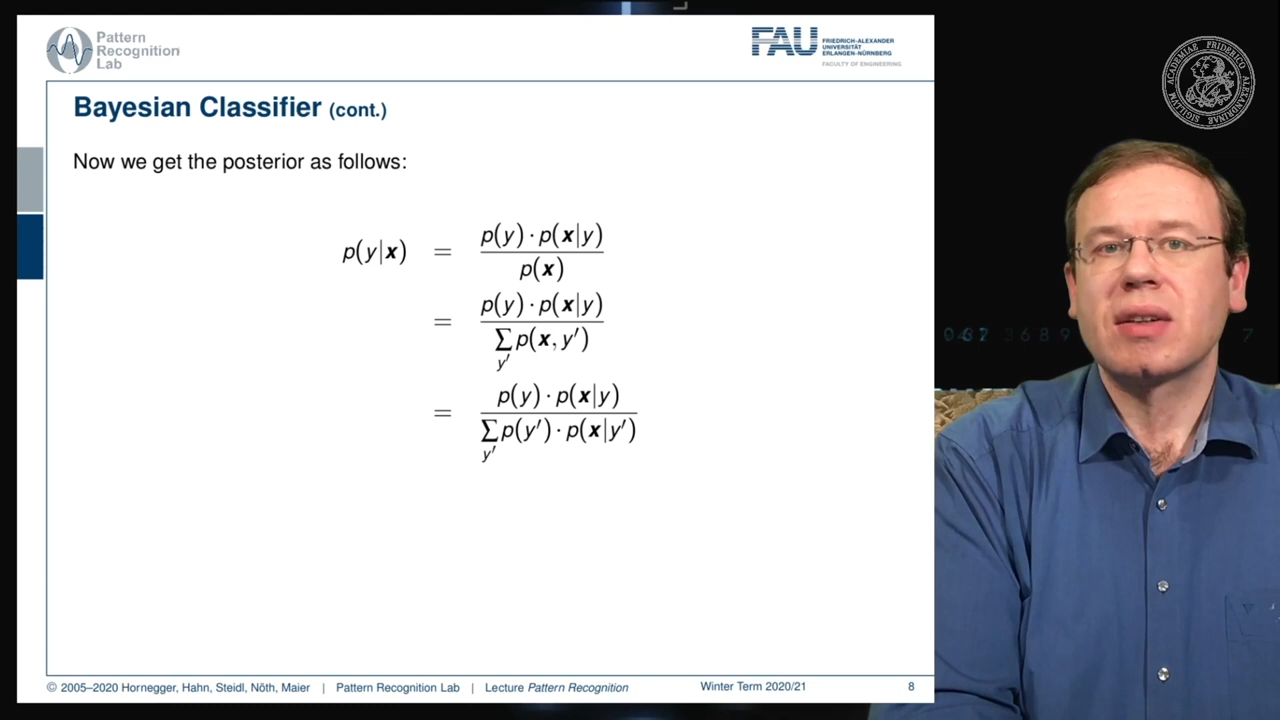 Pattern
Recognition
Lab
FAU
FRIEDRICH-ALEXANDER
UNIVERSITÄT
ERLANGEN-NÜRNBERG
FACULTY OF ENGINEERING
Bayesian Classifier (cont.)
Now we get the posterior as follows:
p(y|x) = p(y) · p(x|y) / p(x)
= p(y) · p(x|y) / ∑y′ p(x, y′)
= p(y) · p(x|y) / ∑y′ p(y′) · p(x|y′)
© 2005–2020 Hornegger, Hahn, Steidl, Nöth, Maier | Pattern Recognition Lab | Lecture Pattern Recognition Winter Term 2020/21 8